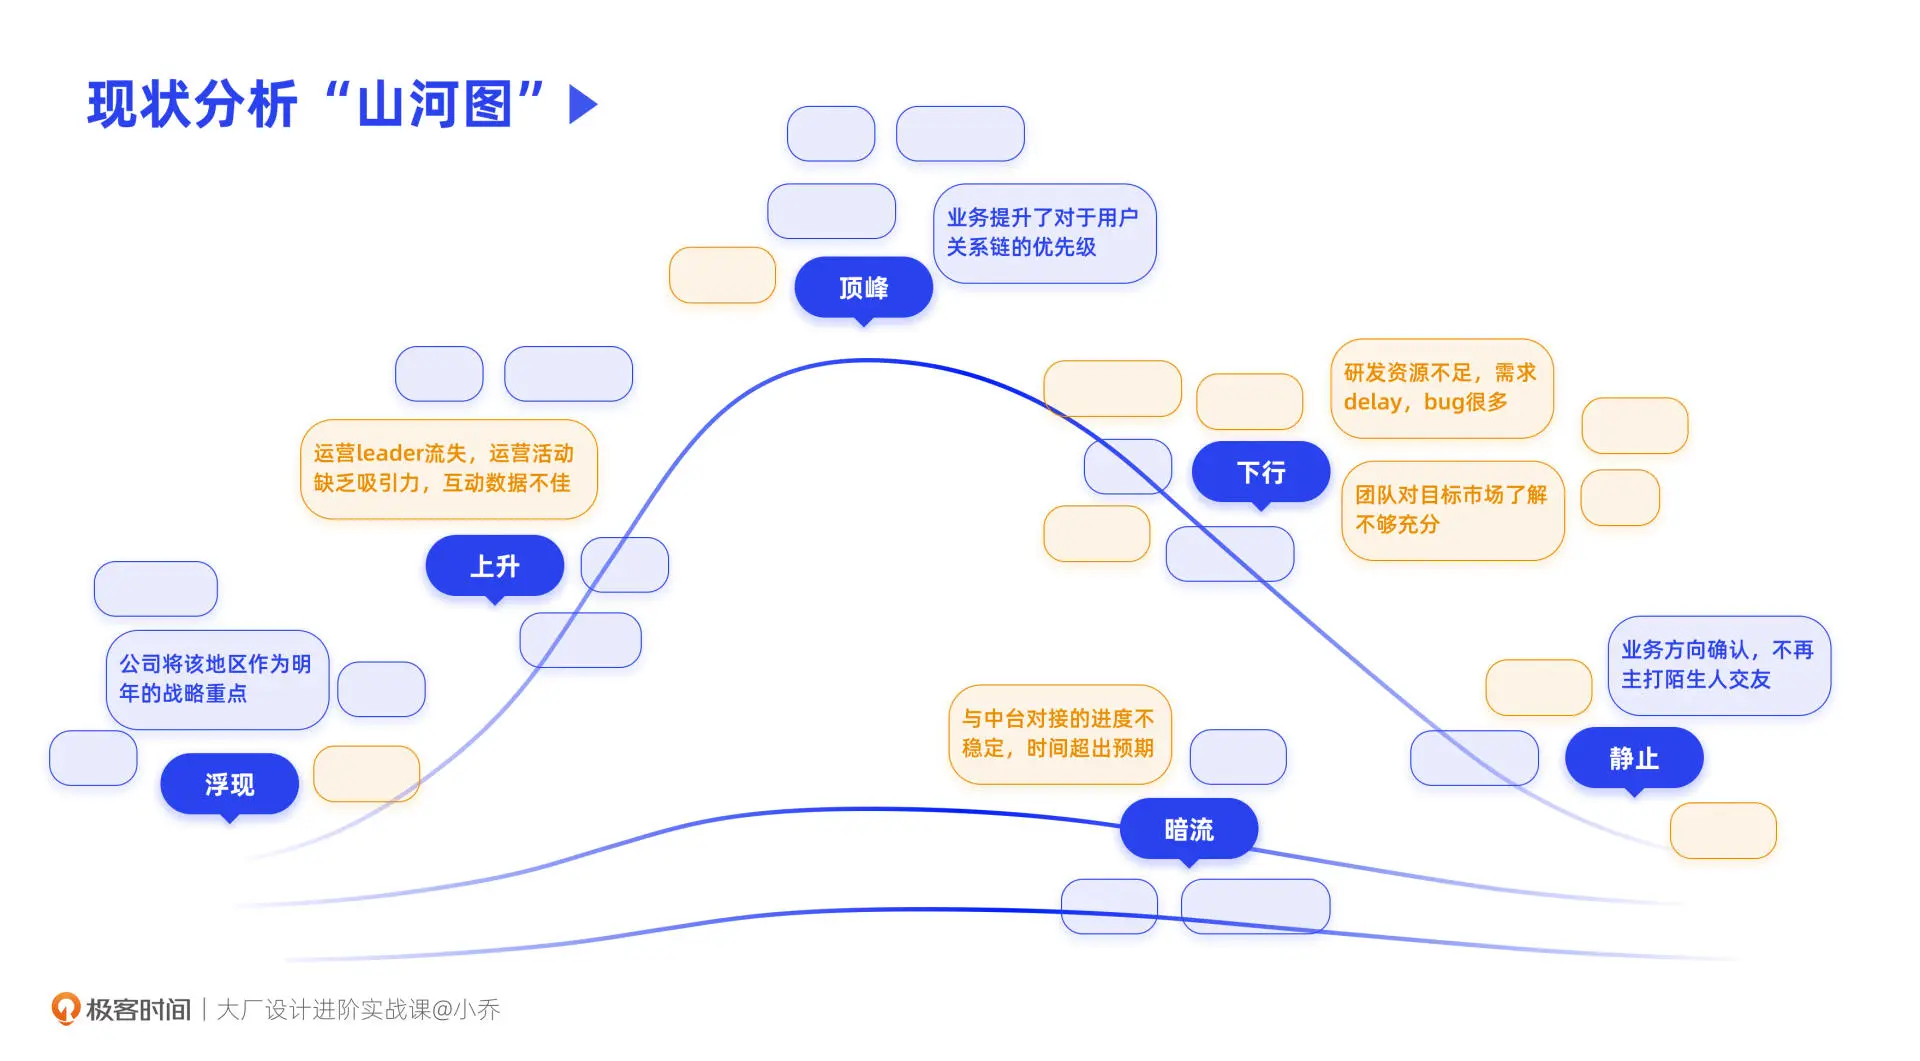 现状分析“山河图”
业务提升了对于用户
关系链的优先级
顶峰
研发资源不足，需求
delay，bug很多
下行
团队对目标市场了解
不够充分
运营leader流失，运营活动
缺乏吸引力，互动数据不佳
上升
公司将该地区作为明
年的战略重点
浮现
与中台对接的进度不
稳定，时间超出预期
暗流
业务方向确认，不再
主打陌生人交友
静止
极客时间｜大厂设计进阶实战课@小乔